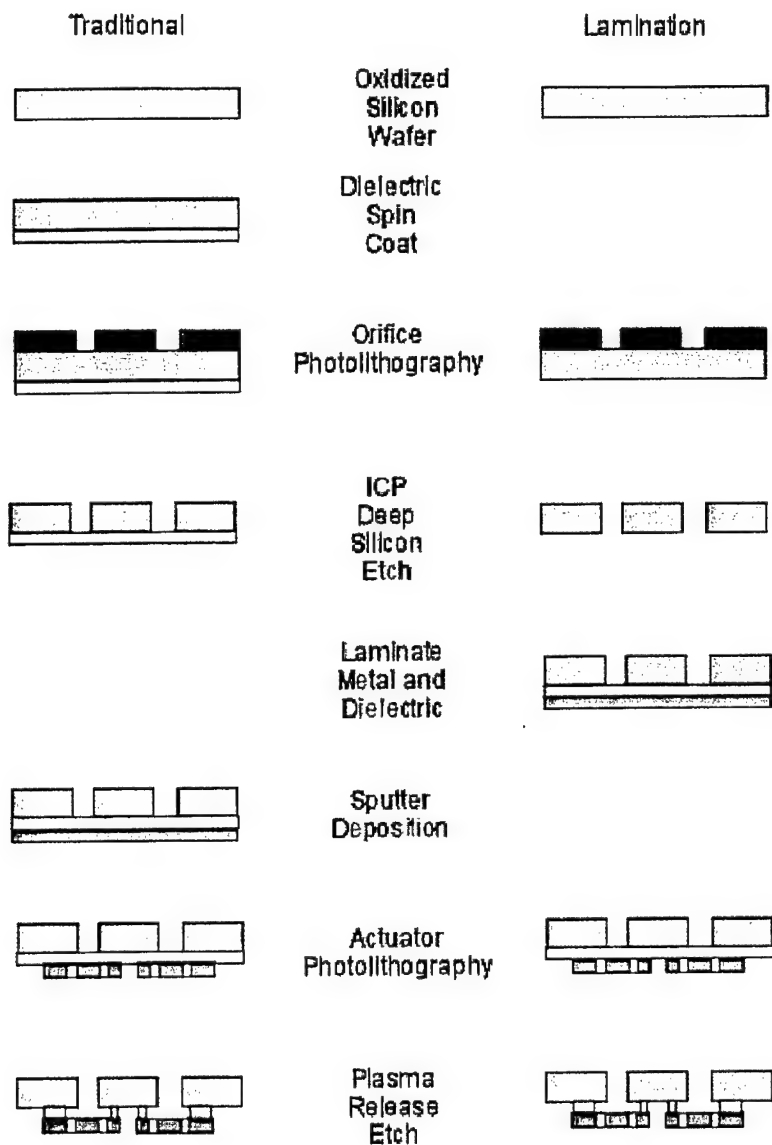 Traditional
Lamination
Oxidized
Silicon
Wafer
Dielectric
Spin
Coat
Orifice
Photolithography
ICP
Deep
Silicon
Etch
Laminate
Metal and
Dielectric
Sputter
Deposition
Actuator
Photolithography
Plasma
Release
Etch